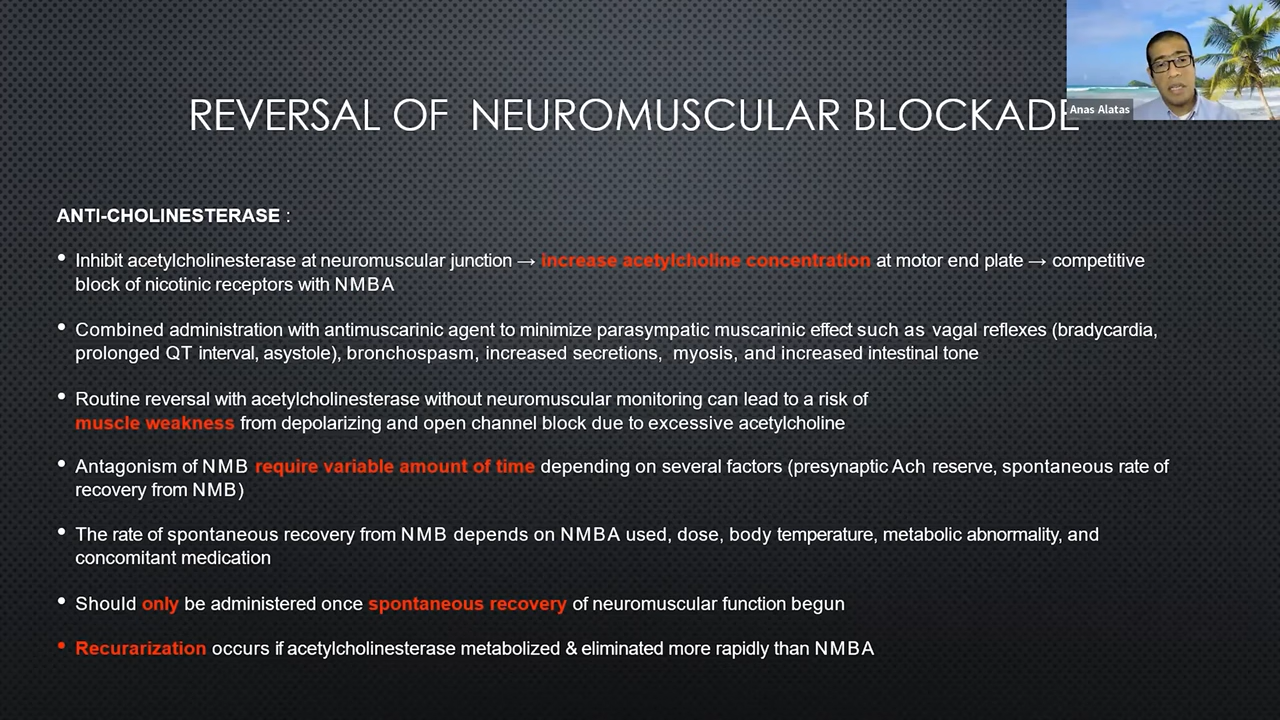 REVERSAL OF NEUROMUSCULAR BLOCKADE
Anas Alatas
ANTI-CHOLINESTERASE :
• Inhibit acetylcholinesterase at neuromuscular junction → increase acetylcholine concentration at motor end plate → competitive
block of nicotinic receptors with NMBA
• Combined administration with antimuscarinic agent to minimize parasympatic muscarinic effect such as vagal reflexes (bradycardia,
prolonged QT interval, asystole), bronchospasm, increased secretions, myosis, and increased intestinal tone
• Routine reversal with acetylcholinesterase without neuromuscular monitoring can lead to a risk of
muscle weakness from depolarizing and open channel block due to excessive acetylcholine
• Antagonism of NMB require variable amount of time depending on several factors (presynaptic Ach reserve, spontaneous rate of
recovery from NMB)
• The rate of spontaneous recovery from NMB depends on NMBA used, dose, body temperature, metabolic abnormality, and
concomitant medication
• Should only be administered once spontaneous recovery of neuromuscular function begun
• Recurarization occurs if acetylcholinesterase metabolized & eliminated more rapidly than NMBA